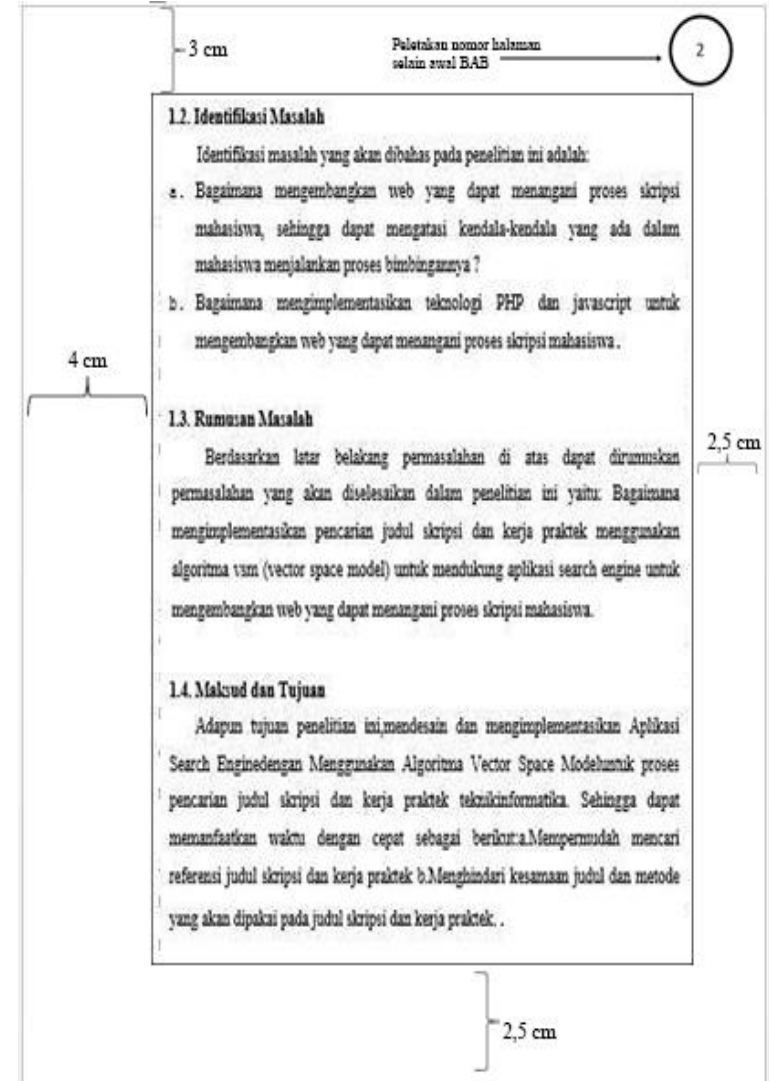 3 cm
Peletakan nomor halaman
selain awal BAB
2
1.2. Identifikasi Masalah
Identifikasi masalah yang akan dibahas pada penelitian ini adalah:
a. Bagaimana mengembangkan web yang dapat menangani proses skripsi
mahasiswa, sehingga dapat mengatasi kendala-kendala yang ada dalam
mahasiswa menjalankan proses bimbingannya ?
b. Bagaimana mengimplementasikan teknologi PHP dan javascript untuk
mengembangkan web yang dapat menangani proses skripsi mahasiswa.
4 cm
1.3. Rumusan Masalah
2,5 cm
Berdasarkan latar belakang permasalahan di atas dapat dirumuskan
permasalahan yang akan diselesaikan dalam penelitian ini yaitu: Bagaimana
mengimplementasikan pencarian judul skripsi dan kerja praktek menggunakan
algoritma vsm (vector space model) untuk mendukung aplikasi search engine untuk
mengembangkan web yang dapat menangani proses skripsi mahasiswa.
1.4. Maksud dan Tujuan
Adapun tujuan penelitian ini,mendesain dan mengimplementasikan Aplikasi
Search Enginedengan Menggunakan Algoritma Vector Space Modeluntuk proses
pencarian judul skripsi dan kerja praktek teknikinformatika. Sehingga dapat
memanfaatkan waktu dengan cepat sebagai berikut:a.Mempermudah mencari
referensi judul skripsi dan kerja praktek b.Menghindari kesamaan judul dan metode
yang akan dipakai pada judul skripsi dan kerja praktek. .
2,5 cm